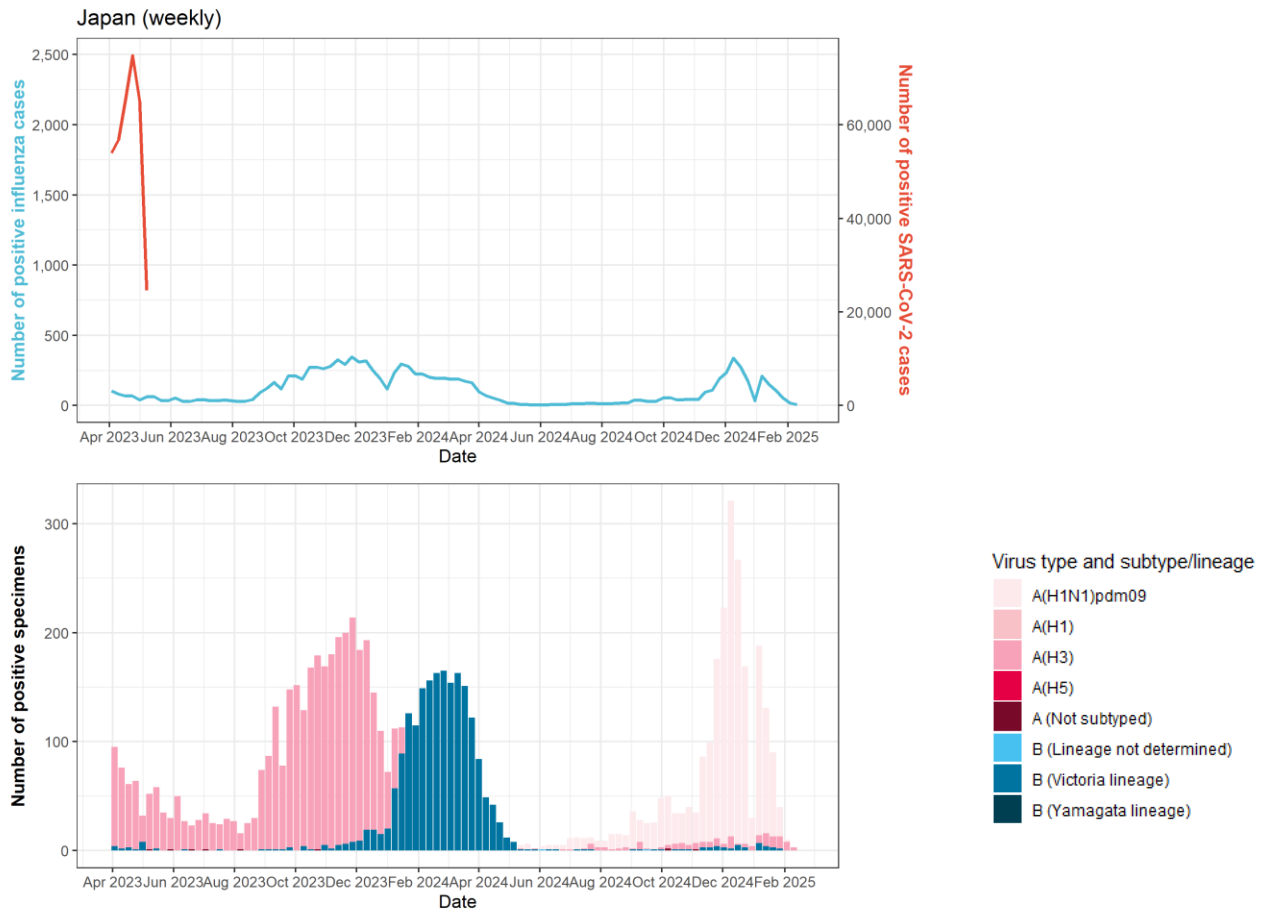 Japan (weekly)
Number of positive influenza cases
2,500
2,000
1,500
1,000
500
0
60,000
40,000
20,000
0
Number of positive SARS-CoV-2 cases
Apr 2023 Jun 2023 Aug 2023 Oct 2023 Dec 2023 Feb 2024 Apr 2024 Jun 2024 Aug 2024 Oct 2024 Dec 2024 Feb 2025
Date
Number of positive specimens
300
200
100
0
Apr 2023 Jun 2023 Aug 2023 Oct 2023 Dec 2023 Feb 2024 Apr 2024 Jun 2024 Aug 2024 Oct 2024 Dec 2024 Feb 2025
Date
Virus type and subtype/lineage
A(H1N1)pdm09
A(H1)
A(H3)
A(H5)
A (Not subtyped)
B (Lineage not determined)
B (Victoria lineage)
B (Yamagata lineage)